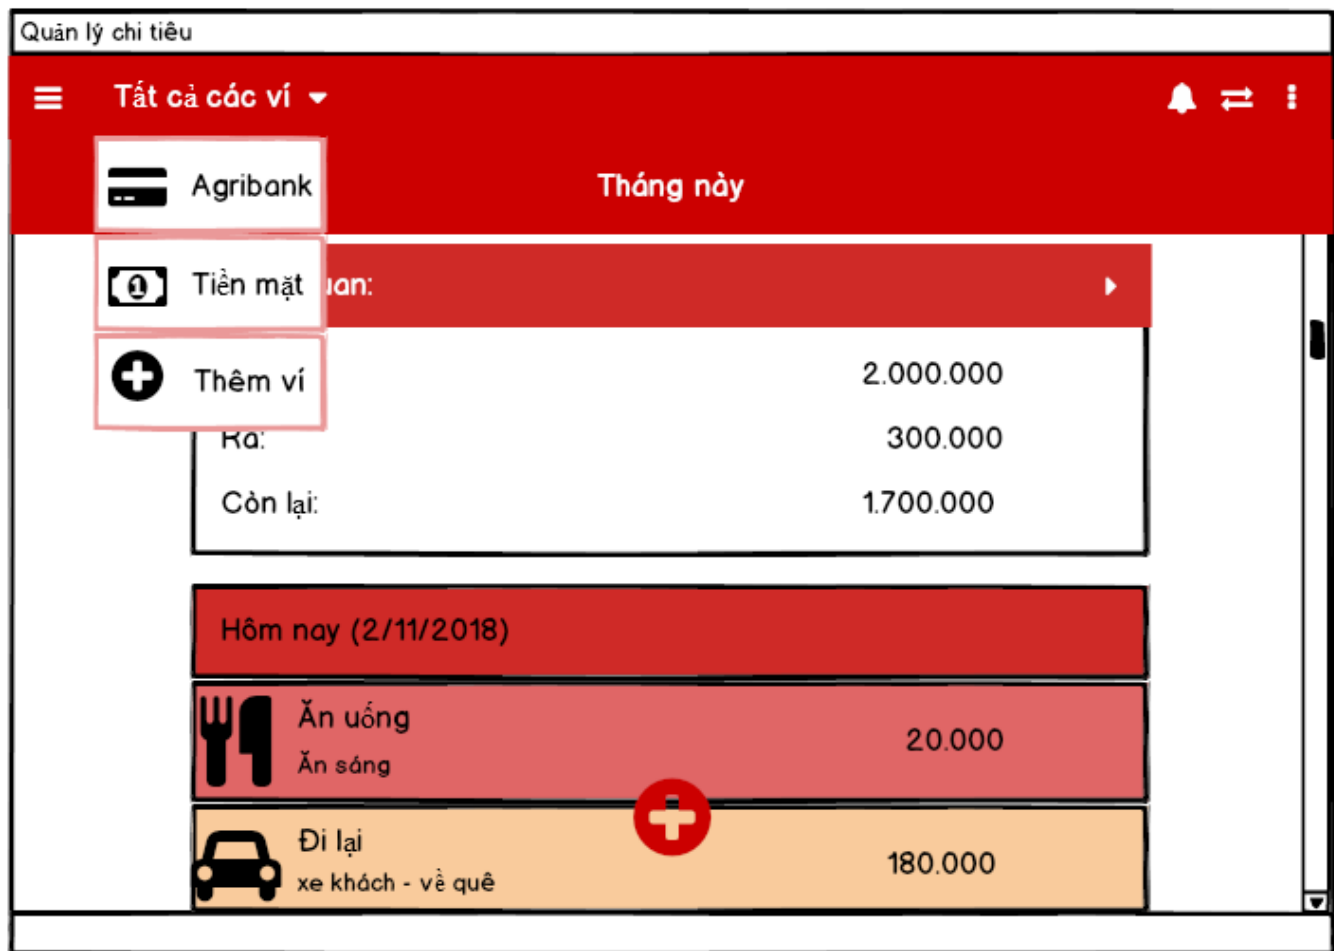 Quản lý chi tiêu
Tất cả các ví
Agribank
Tháng này
Tiền mặt
Thêm ví
2.000.000
Ra: 300.000
Còn lại: 1.700.000
Hôm nay (2/11/2018)
Ăn uống
Ăn sáng
20.000
Đi lại
xe khách - về quê
180.000